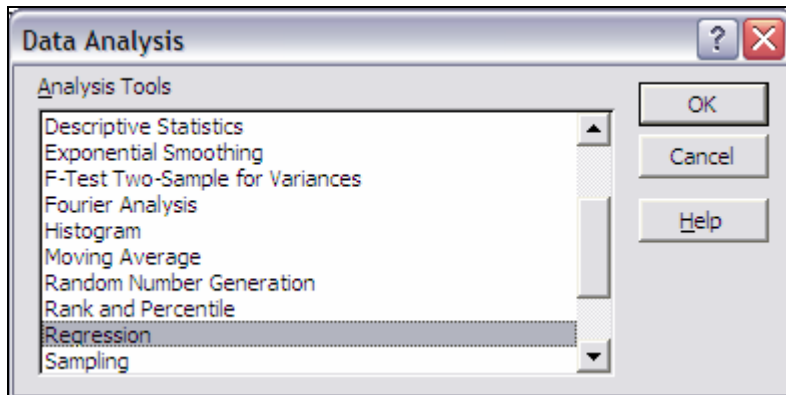 Data Analysis
Analysis Tools
Descriptive Statistics
Exponential Smoothing
F-Test Two-Sample for Variances
Fourier Analysis
Histogram
Moving Average
Random Number Generation
Rank and Percentile
Regression
Sampling
OK
Cancel
Help